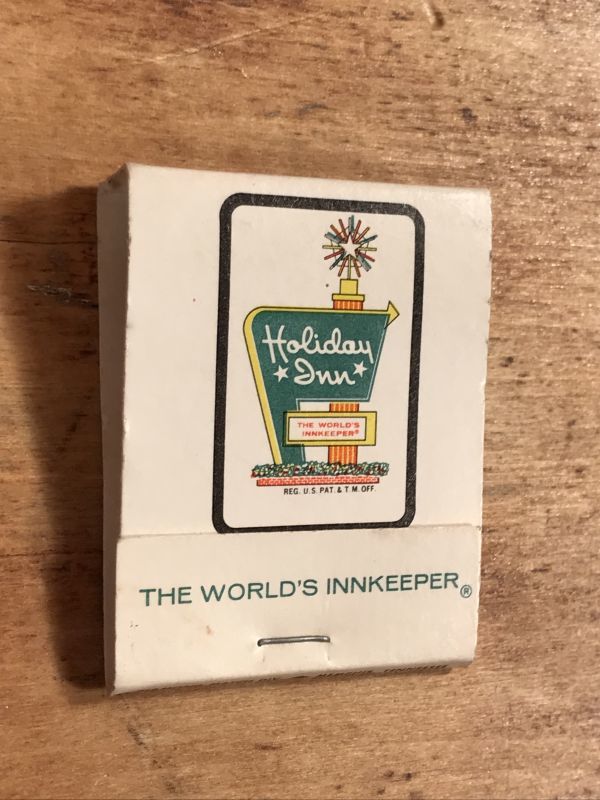 Holiday
Inn
THE WORLD'S
INNKEEPER®
REG. U.S. PAT. & T.M. OFF.
THE WORLD'S INNKEEPER®